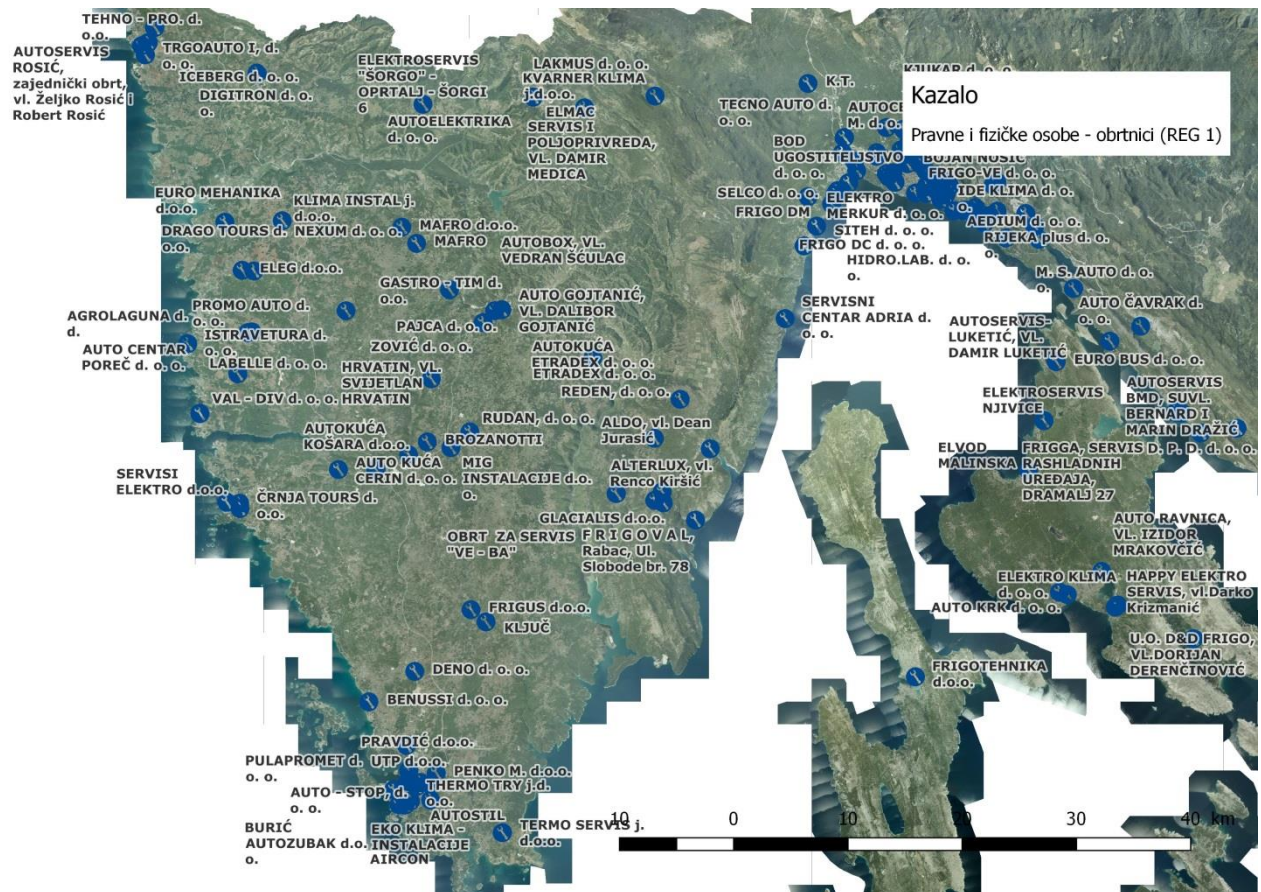 TEHNO - PRO. d.
o.o.
AUTOSERVIS
ROSIĆ,
zajednički obrt,
vl. Željko Rosić i
Robert Rosić
TRGOAUTO I, d.
o. o.
ICEBERG d. o. o.
DIGITRON d. o.
o.
ELEKTROSERVIS
"ŠORGO" -
OPRTALJ - ŠORGI
6
AUTOELEKTRIKA
d. o. o.
LAKMUS d. o. o.
KVARNER KLIMA
j.d.o.o.
ELMAC
SERVIS I
POLJOPRIVREDA,
VL. DAMIR
MEDICA
K.T.
TECNO AUTO d.
o. o.
KJUKAR d. o. o.
Kazalo
Pravne i fizičke osobe - obrtnici (REG 1)
BOD
UGOSTITELJSTVO
d. o. o.
BOJAN NUSIC
FRIGO-VE d. o. o.
IDE KLIMA d. o.
o.
SELCO d. o. o.
ELEKTRO
MERKUR d. o. o.
FRIGO DM
AEDIUM d. o. o.
SITEH d. o. o.
RIJEKA plus d. o.
o.
FRIGO DC d. o. o.
HIDRO.LAB. d. o.
o.
EURO MEHANIKA
d.o.o.
KLIMA INSTAL j.
d.o.o.
DRAGO TOURS d.
o.o.
NEXUM d. o. o.
MAFRO d.o.o.
MAFRO
AUTOBOX, VL.
VEDRAN ŠĆULAC
ELEG d.o.o.
GASTRO - TIM d.
o.o.
M. S. AUTO d. o.
o.
AUTO ČAVRAK d.
o. o.
PROMO AUTO d.
o. o.
AGROLAGUNA d.
d.
ISTRAVETURA d.
o. o.
PAJCA d. o. o.
AUTO GOJTANIĆ,
VL. DALIBOR
GOJTANIĆ
SERVISNI
CENTAR ADRIA d.
o. o.
AUTOSERVIS-
LUKETIĆ, VL.
DAMIR LUKETIĆ
EURO BUS d. o. o.
AUTO CENTAR
POREČ d. o. o.
ZOVIĆ d. o. o.
AUTOKUĆA
ETRADEX d. o. o.
ETRADEX d. o. o.
LABELLE d. o. o.
HRVATIN, VL.
SVIJETLAN
HRVATIN
VAL - DIV d. o. o.
REDEN, d. o. o.
ELEKTROSERVIS
NJIVICE
AUTOSERVIS
BMD, SUVL.
BERNARD I
MARIN DRAŽIĆ
AUTOKUĆA
KOŠARA d.o.o.
RUDAN, d. o. o.
BROZANOTTI
ALDO, vl. Dean
Jurasić
AUTO KUĆA
CERIN d. o. o.
MIG
INSTALACIJE d.o.
o.
ALTERLUX, vl.
Renco Kiršić
ELVOD
MALINSKA
FRIGGA, SERVIS
RASHLADNIH
UREĐAJA,
DRAMALJ 27
D. P. D. d. o. o.
SERVISI
ELEKTRO d.o.o.
ČRNJA TOURS d.
o.o.
OBRT ZA SERVIS
"VE - BA"
GLACIALIS d.o.o.
F R I G O V A L,
Rabac, Ul.
Slobode br. 78
AUTO RAVNICA,
VL. IZIDOR
MRAKOVČIĆ
ELEKTRO KLIMA
d. o. o.
AUTO KRK d. o. o.
HAPPY ELEKTRO
SERVIS, vl.Darko
Krizmanić
U.O. D&D FRIGO,
VL.DORIJAN
DERENČINOVIĆ
FRIGUS d.o.o.
KLJUČ
DENO d. o. o.
FRIGOTEHNIKA
d.o.o.
BENUSSI d. o. o.
PRAVDIĆ d.o.o.
PULAPROMET d.
o. o.
UTP d.o.o.
PENKO M. d.o.o.
AUTO - STOP, d.
o. o.
THERMO TRY j.d.
o.o.
AUTOSTIL
BURIĆ
AUTOZUBAK d.o.
o.
EKO KLIMA -
INSTALACIJE
AIRCON
TERMO SERVIS j.
d.o.o.
10 0 10 20 30 40 km